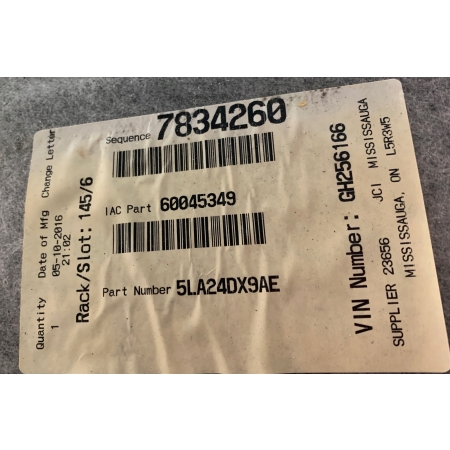 Sequence 7834260
IAC Part 60045349
Part Number 5LA24DX9AE
Quantity Date of Mfg Change Letter
1 05-10-2016
21:02
Rack/Slot: 145/6
VIN Number: GH256166
SUPPLIER 23656 JCI MISSISSAUGA
MISSISSAUGA, ON L5R3W5